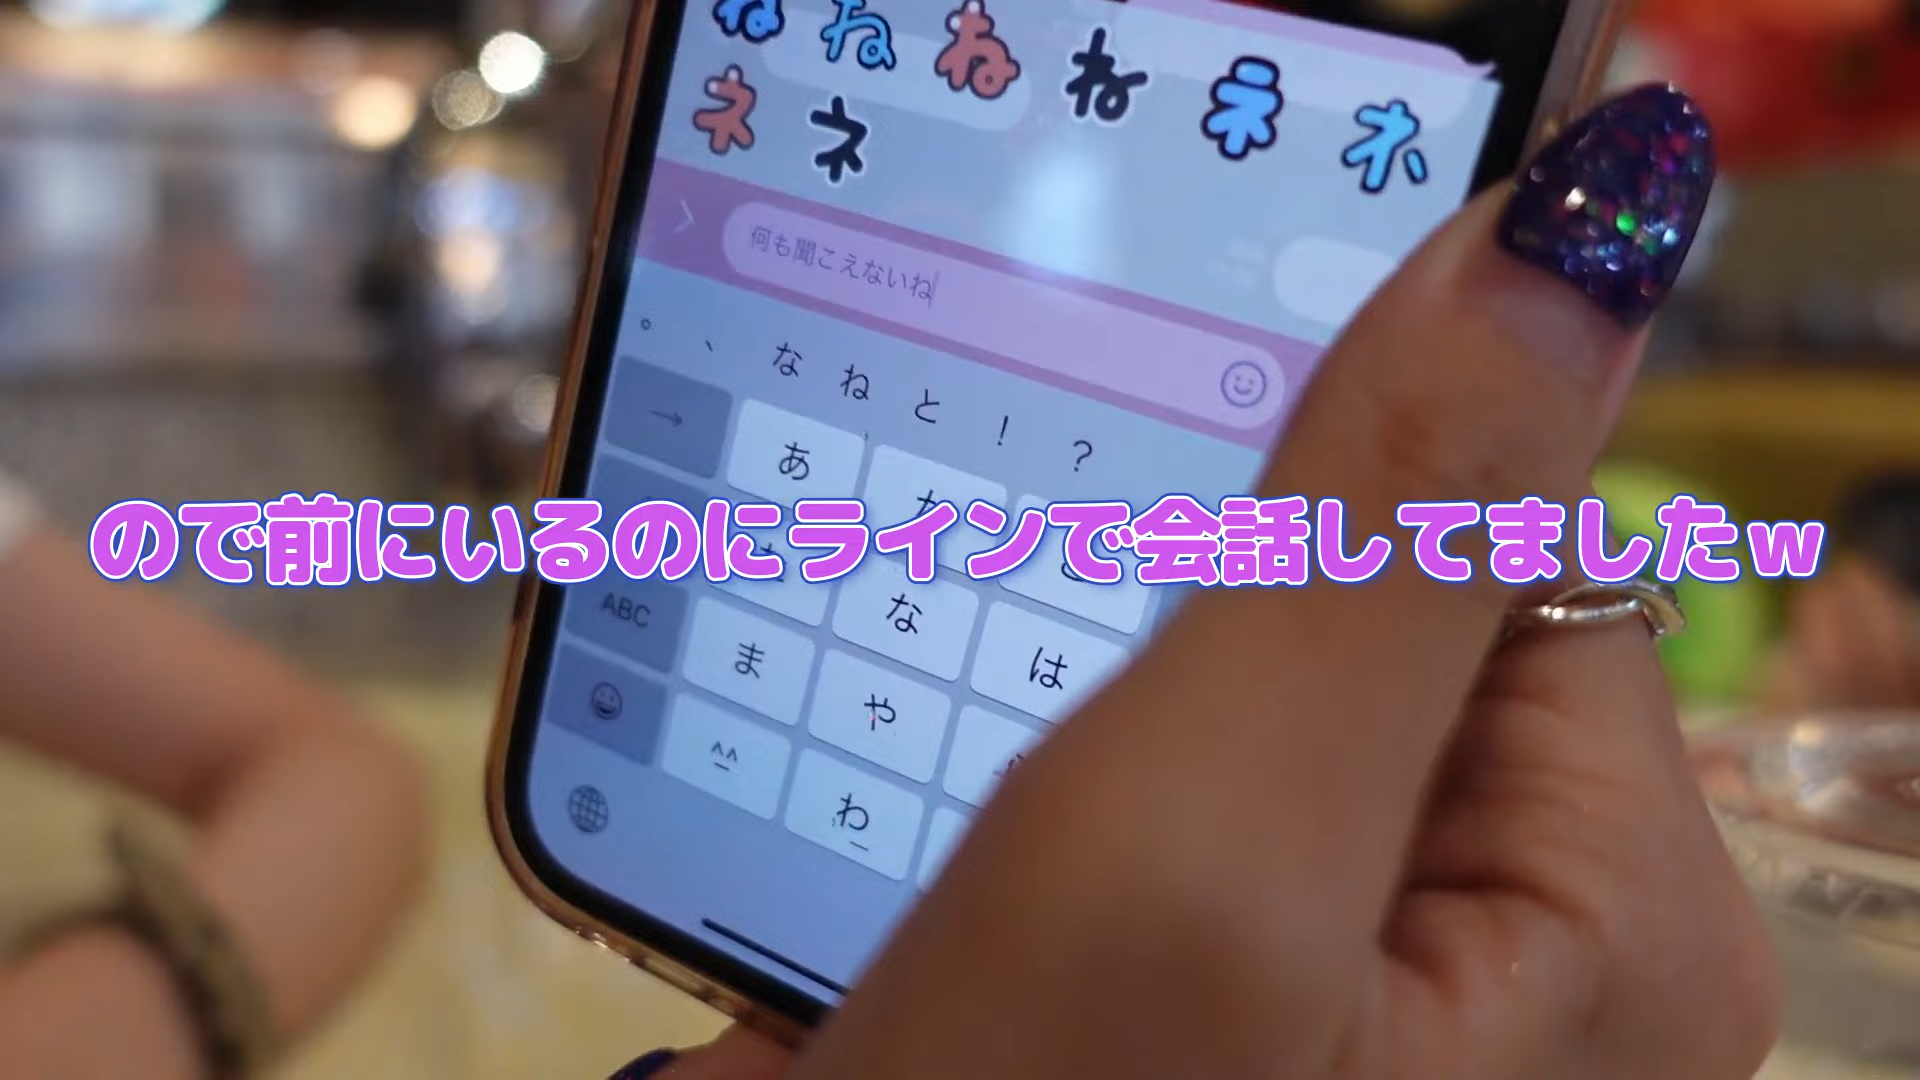 ね ね ね ね ネ ネ
ネ ネ
何も聞こえないね
。 、 な ね と ! ?
→ あ か
ので前にいるのにラインで会話してましたw
ABC ま な は
^^ や
わ